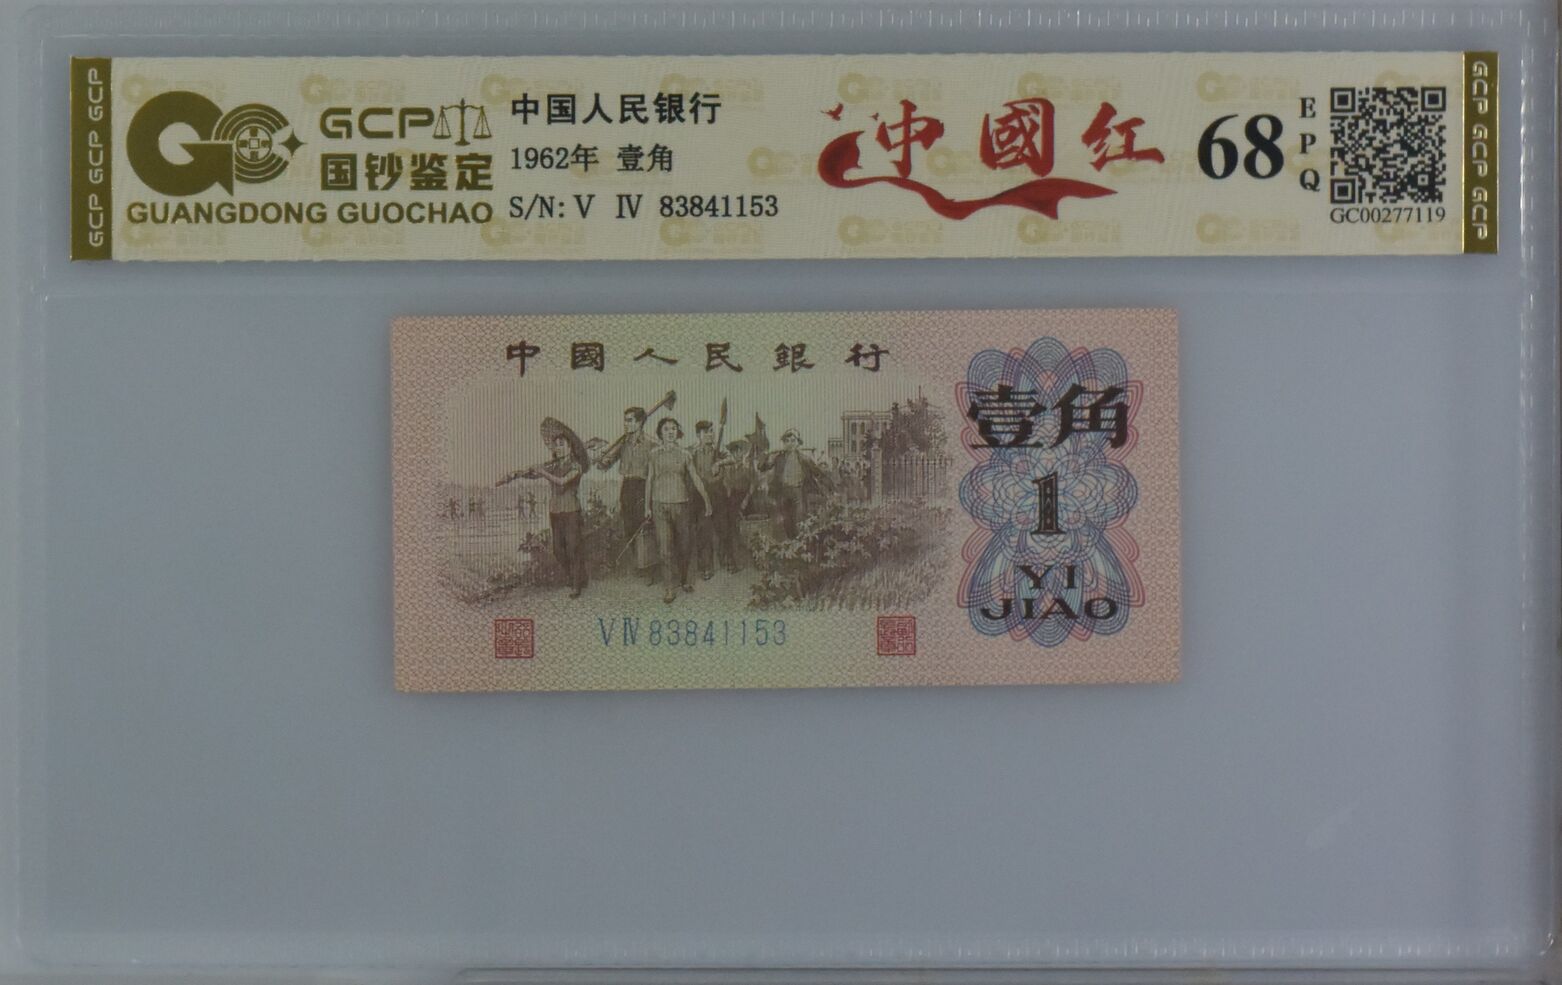 GCP GCP GCP
GCP
国钞鉴定
GUANGDONG GUOCHAO
中国人民银行
1962年 壹角
S/N: V Ⅳ 83841153
中國红
68
EPQ
GC00277119
GCP GCP GCP
中國人民銀行
壹角
1
YI
JIAO
Ⅴ Ⅳ 83841153